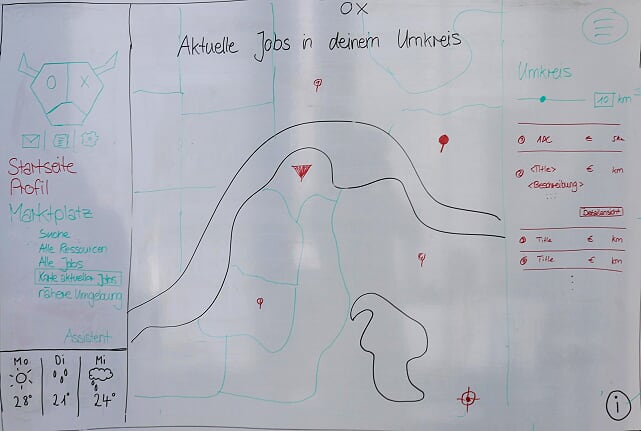 OX
Aktuelle Jobs in deinem Umkreis
O X
Startseite
Profil
Marktplatz
Suche
Alle Ressourcen
Alle Jobs
Karte aktueller Jobs
nähere Umgebung
Assistent
Mo Di Mi
28° 21° 24°
Umkreis
10 km
ABC € 5km
<Title> € km
<Beschreibung>
...
Detailansicht
Title € km
Title € km
i